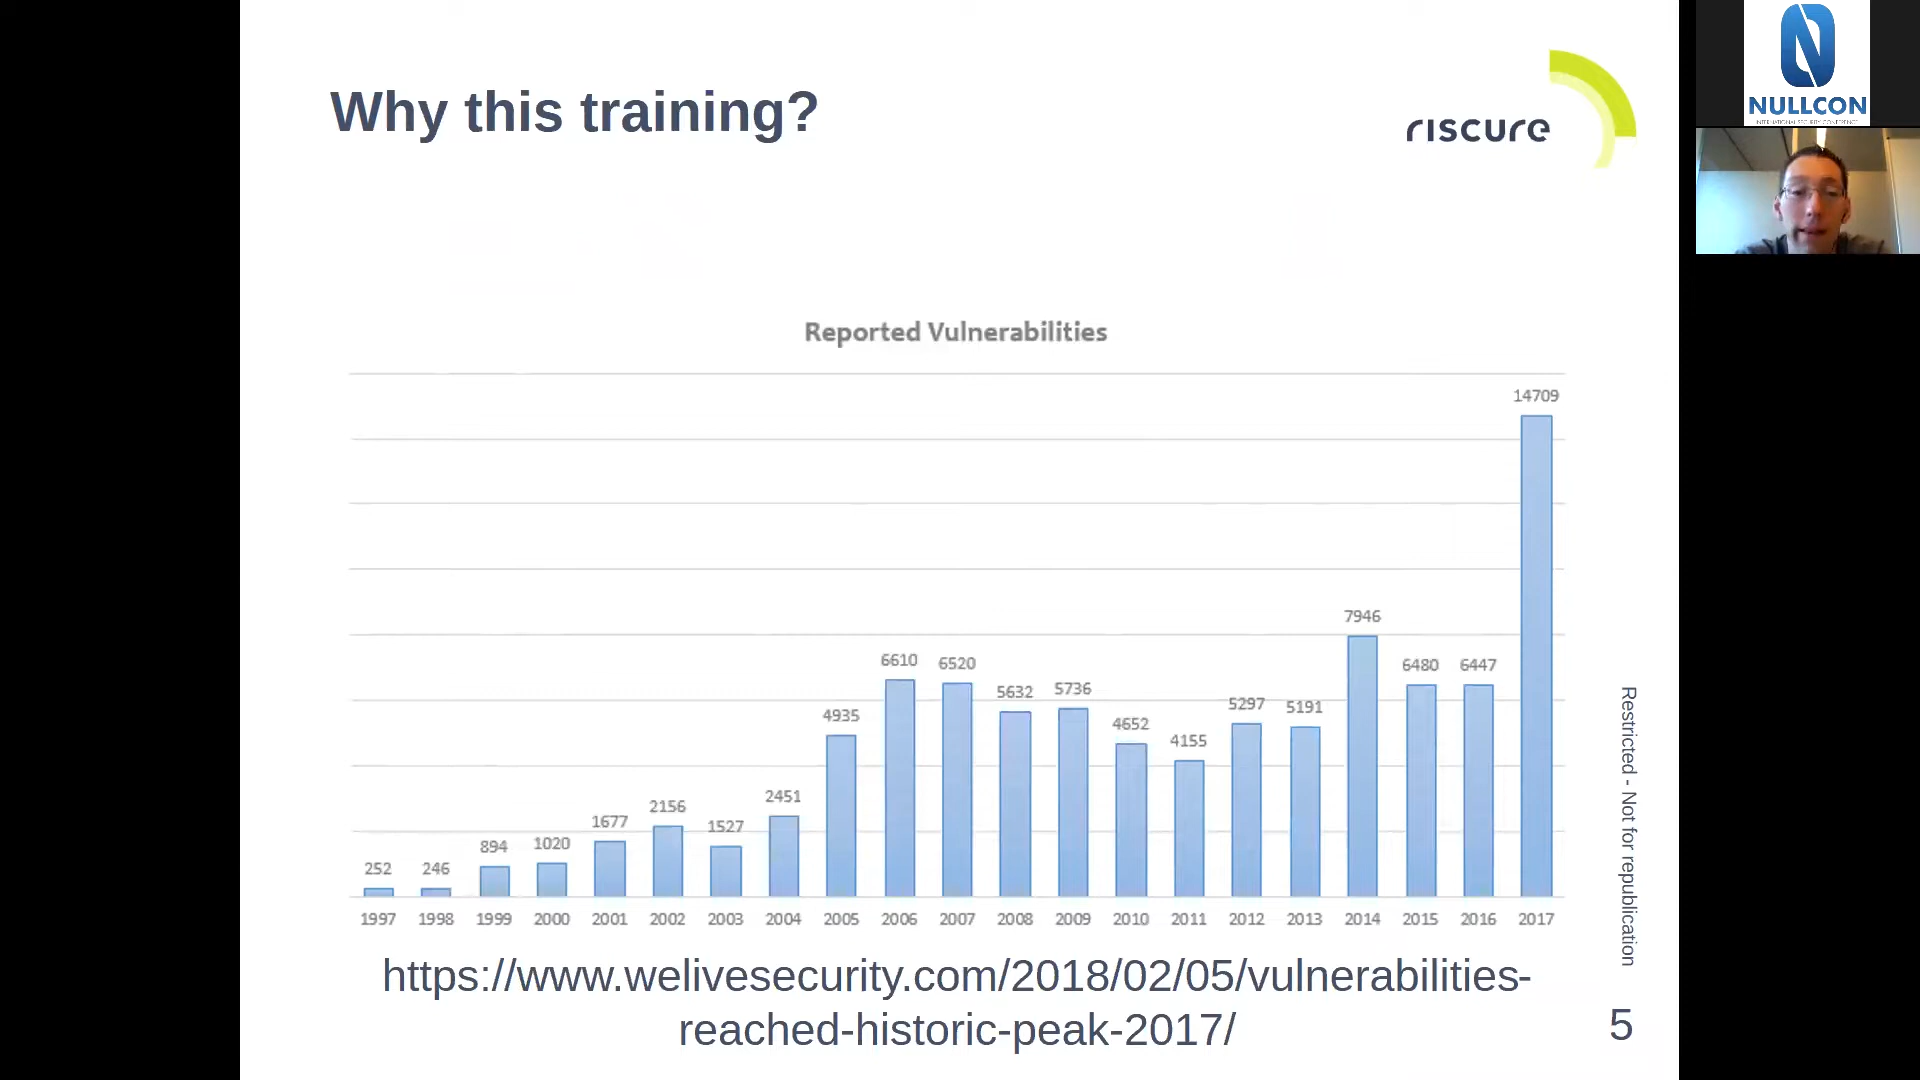 Why this training?
riscure
NULLCON
INTERNATIONAL SECURITY CONFERENCE
Reported Vulnerabilities
14709
7946
6610
6520
6480
6447
5632
5736
5297
5191
4935
4652
4155
2451
2156
1677
1527
1020
894
252
246
1997 1998 1999 2000 2001 2002 2003 2004 2005 2006 2007 2008 2009 2010 2011 2012 2013 2014 2015 2016 2017
https://www.welivesecurity.com/2018/02/05/vulnerabilities-
reached-historic-peak-2017/
Restricted - Not for republication
5